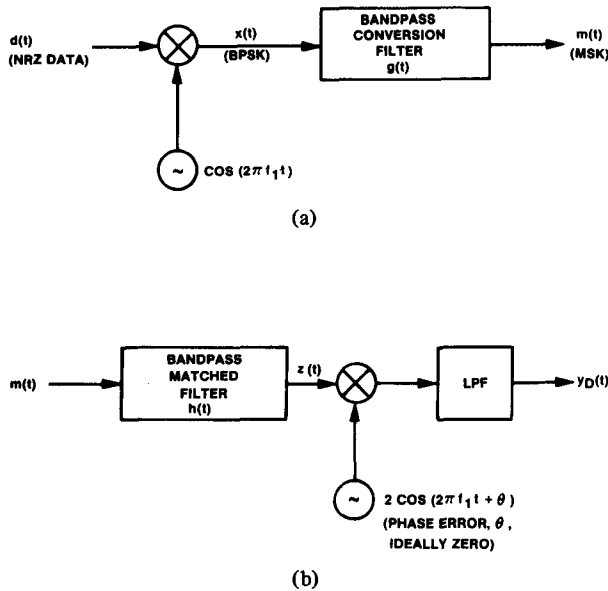 d(t)
(NRZ DATA)
x(t)
(BPSK)
BANDPASS
CONVERSION
FILTER
g(t)
m(t)
(MSK)
~
COS (2πf₁t)
(a)
m(t)
BANDPASS
MATCHED
FILTER
h(t)
z(t)
LPF
y_D(t)
~
2 COS (2πf₁t + θ)
(PHASE ERROR, θ,
IDEALLY ZERO)
(b)